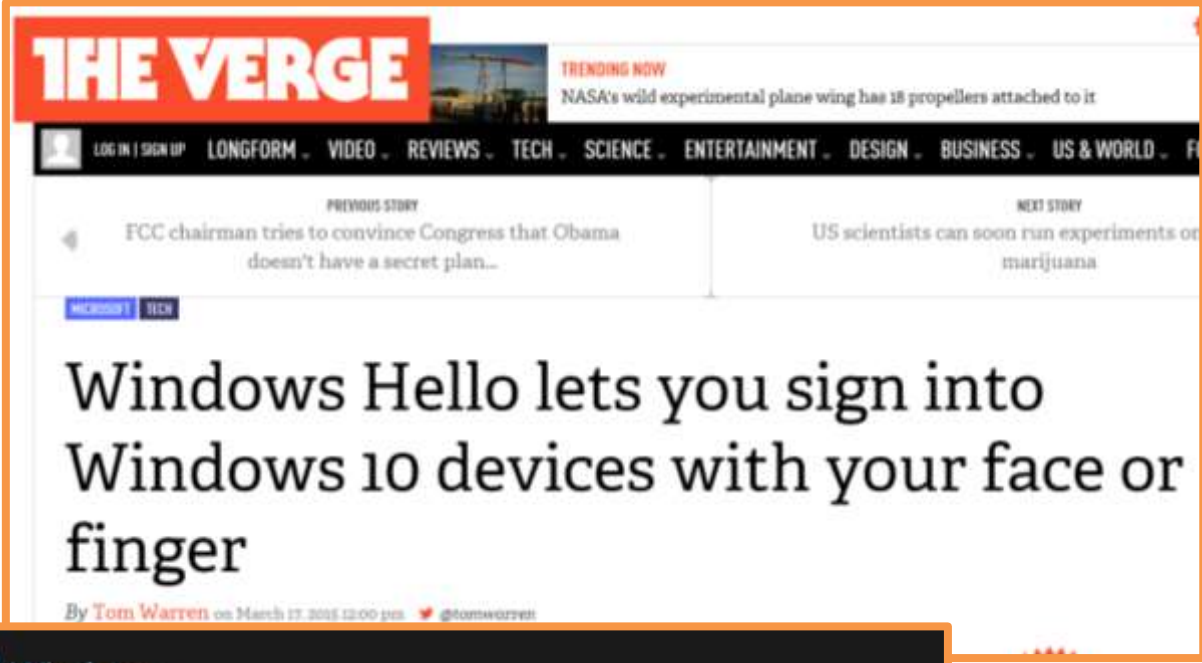 THE VERGE
TRENDING NOW
NASA's wild experimental plane wing has 18 propellers attached to it
LOG IN | SIGN UP LONGFORM VIDEO REVIEWS TECH SCIENCE ENTERTAINMENT DESIGN BUSINESS US & WORLD
PREVIOUS STORY
FCC chairman tries to convince Congress that Obama
doesn't have a secret plan...
NEXT STORY
US scientists can soon run experiments
marijuana
MICROSOFT TECH
Windows Hello lets you sign into
Windows 10 devices with your face or
finger
By Tom Warren on March 17, 2015 12:00 pm @tomwarren